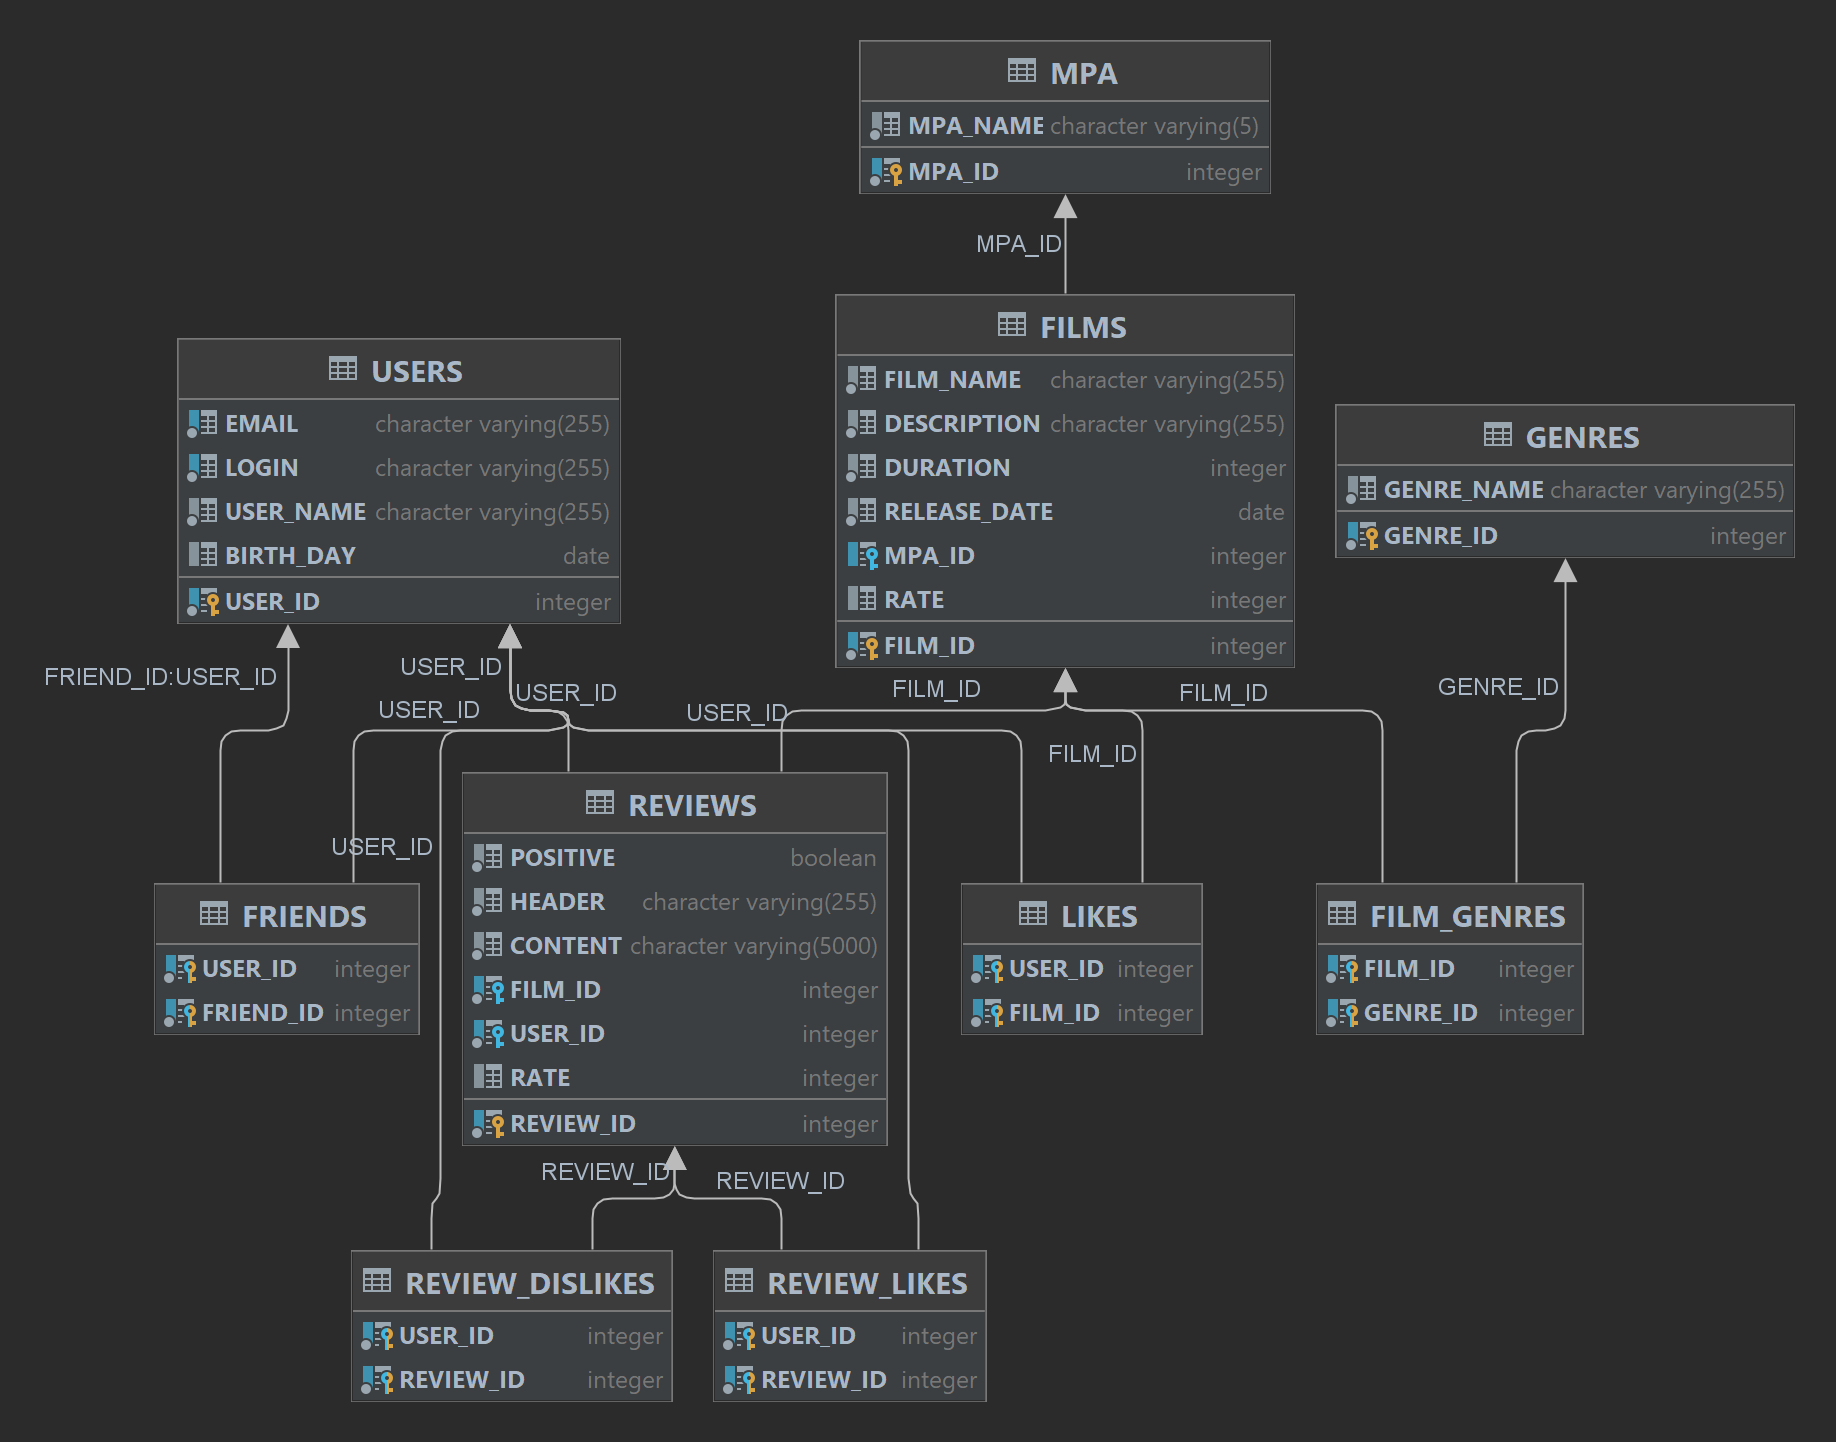 MPA
MPA_NAME character varying(5)
MPA_ID integer
MPA_ID
FILMS
FILM_NAME character varying(255)
DESCRIPTION character varying(255)
DURATION integer
RELEASE_DATE date
MPA_ID integer
RATE integer
FILM_ID integer
USERS
EMAIL character varying(255)
LOGIN character varying(255)
USER_NAME character varying(255)
BIRTH_DAY date
USER_ID integer
GENRES
GENRE_NAME character varying(255)
GENRE_ID integer
FRIEND_ID:USER_ID
USER_ID
USER_ID
USER_ID
USER_ID
FILM_ID
FILM_ID
GENRE_ID
FILM_ID
USER_ID
REVIEWS
POSITIVE boolean
HEADER character varying(255)
CONTENT character varying(5000)
FILM_ID integer
USER_ID integer
RATE integer
REVIEW_ID integer
FRIENDS
USER_ID integer
FRIEND_ID integer
LIKES
USER_ID integer
FILM_ID integer
FILM_GENRES
FILM_ID integer
GENRE_ID integer
REVIEW_ID
REVIEW_ID
REVIEW_DISLIKES
USER_ID integer
REVIEW_ID integer
REVIEW_LIKES
USER_ID integer
REVIEW_ID integer